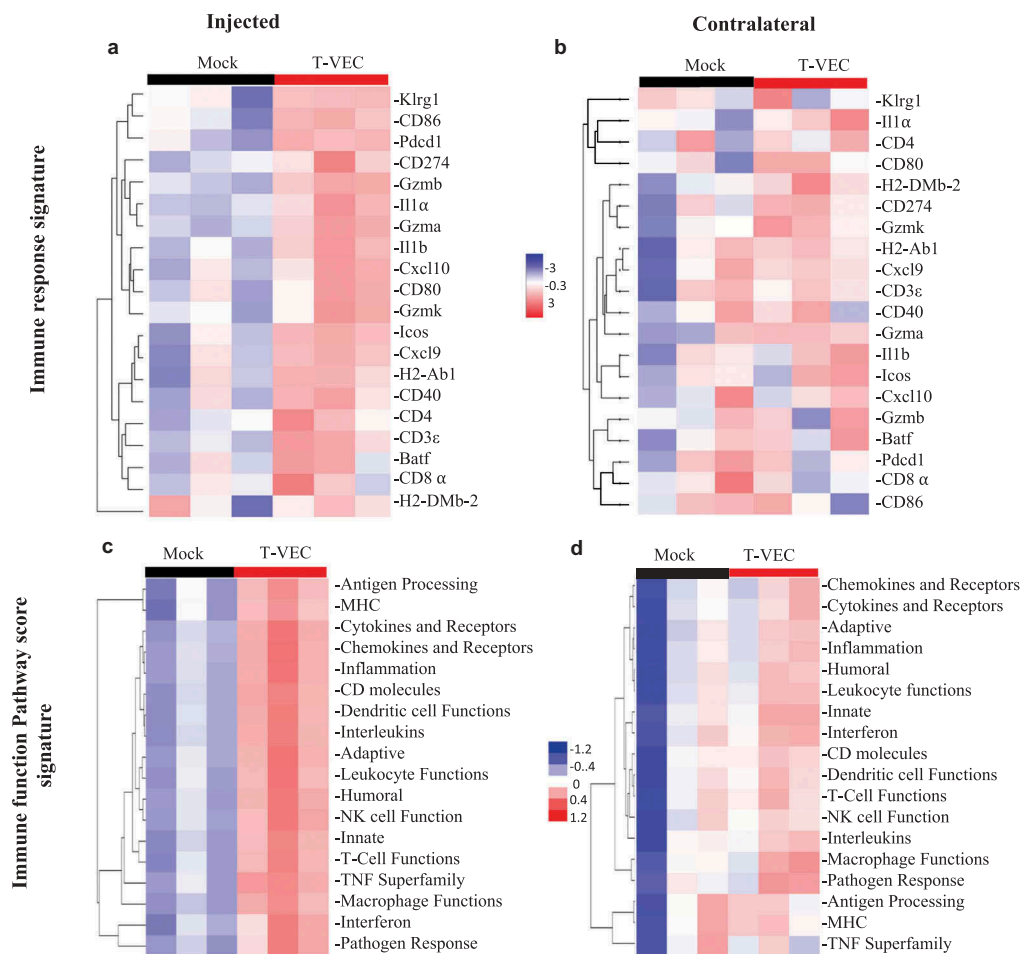 Injected
Contralateral
a
Mock
T-VEC
-Klrg1
-CD86
-Pdcd1
-CD274
-Gzmb
-Il1α
-Gzma
-Il1b
-Cxcl10
-CD80
-Gzmk
-Icos
-Cxcl9
-H2-Ab1
-CD40
-CD4
-CD3ε
-Batf
-CD8 α
-H2-DMb-2
Immune response signature
-3
-0.3
3
b
Mock
T-VEC
-Klrg1
-Il1α
-CD4
-CD80
-H2-DMb-2
-CD274
-Gzmk
-H2-Ab1
-Cxcl9
-CD3ε
-CD40
-Gzma
-Il1b
-Icos
-Cxcl10
-Gzmb
-Batf
-Pdcd1
-CD8 α
-CD86
c
Mock
T-VEC
-Antigen Processing
-MHC
-Cytokines and Receptors
-Chemokines and Receptors
-Inflammation
-CD molecules
-Dendritic cell Functions
-Interleukins
-Adaptive
-Leukocyte Functions
-Humoral
-NK cell Function
-Innate
-T-Cell Functions
-TNF Superfamily
-Macrophage Functions
-Interferon
-Pathogen Response
Immune function Pathway score
signature
-1.2
-0.4
0
0.4
1.2
d
Mock
T-VEC
-Chemokines and Receptors
-Cytokines and Receptors
-Adaptive
-Inflammation
-Humoral
-Leukocyte functions
-Innate
-Interferon
-CD molecules
-Dendritic cell Functions
-T-Cell Functions
-NK cell Function
-Interleukins
-Macrophage Functions
-Pathogen Response
-Antigen Processing
-MHC
-TNF Superfamily